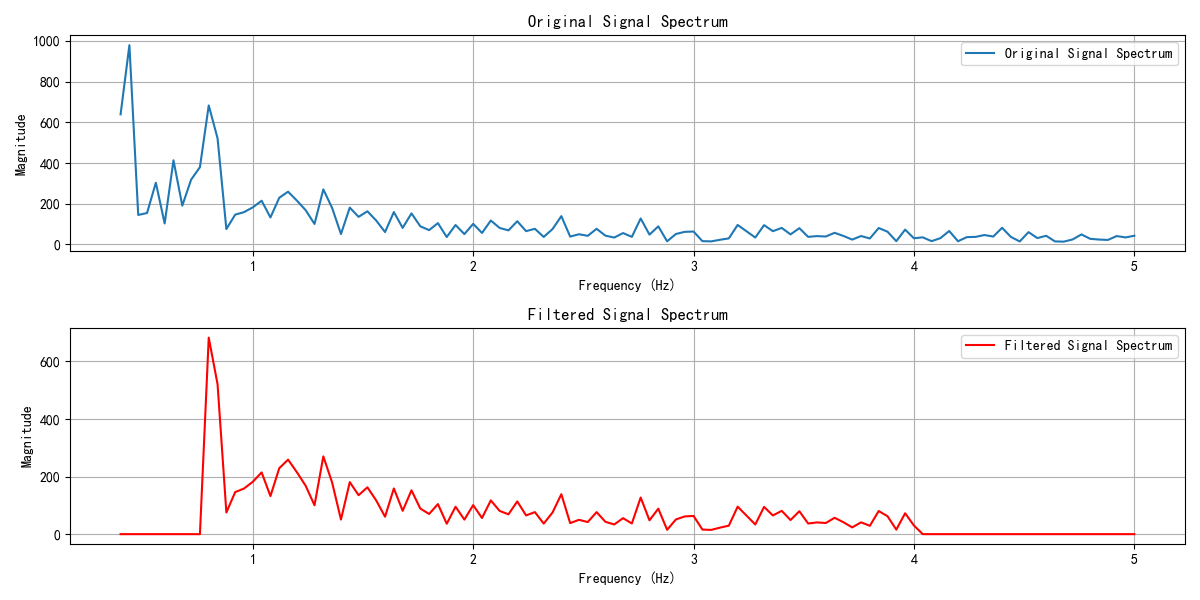 Original Signal Spectrum
1000
800
600
400
200
0
Magnitude
Original Signal Spectrum
1 2 3 4 5
Frequency (Hz)
Filtered Signal Spectrum
600
400
200
0
Magnitude
Filtered Signal Spectrum
1 2 3 4 5
Frequency (Hz)